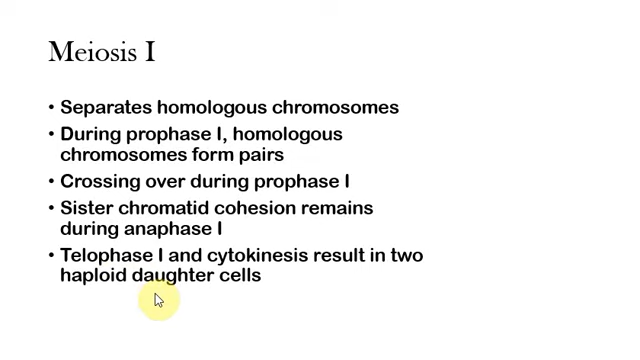 Meiosis I
• Separates homologous chromosomes
• During prophase I, homologous
chromosomes form pairs
• Crossing over during prophase I
• Sister chromatid cohesion remains
during anaphase I
• Telophase I and cytokinesis result in two
haploid daughter cells